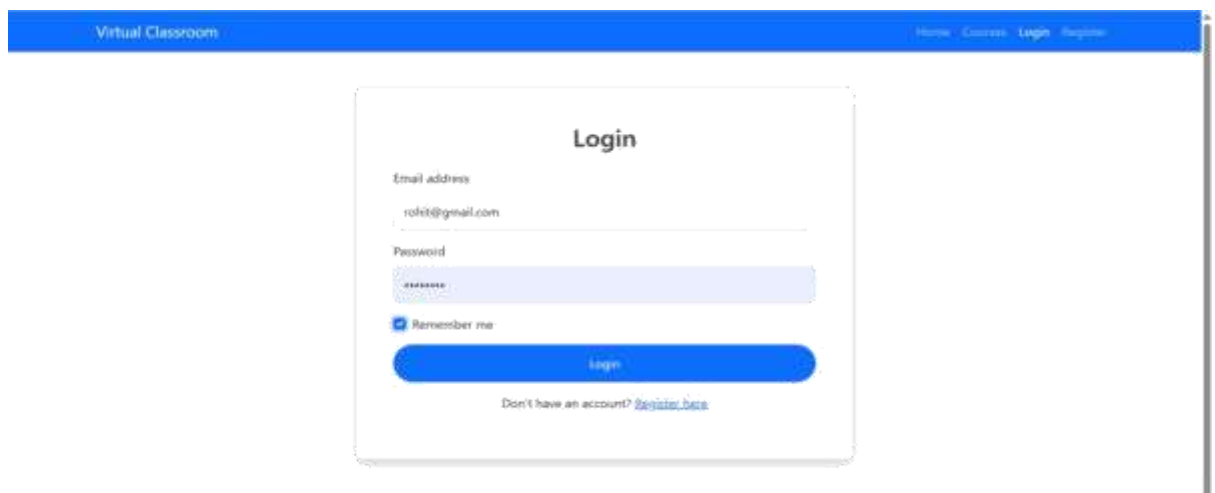 Virtual Classroom
Home Courses Login Register
Login
Email address
rohit@gmail.com
Password
••••••••
Remember me
Login
Don't have an account? Register here